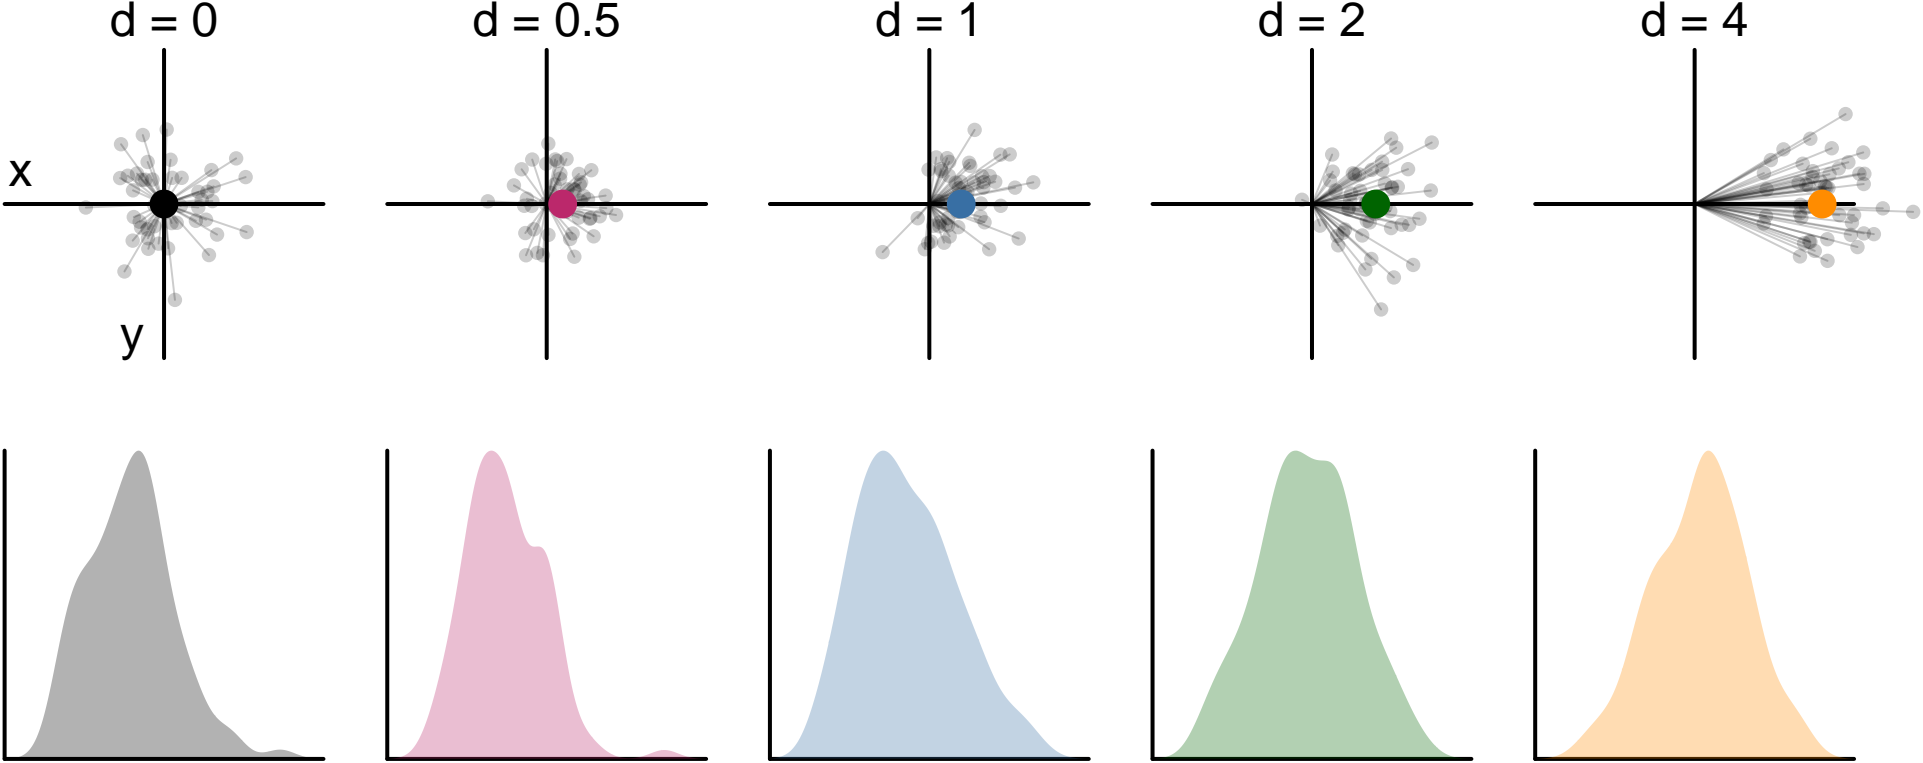 d = 0
d = 0.5
d = 1
d = 2
d = 4
x
y